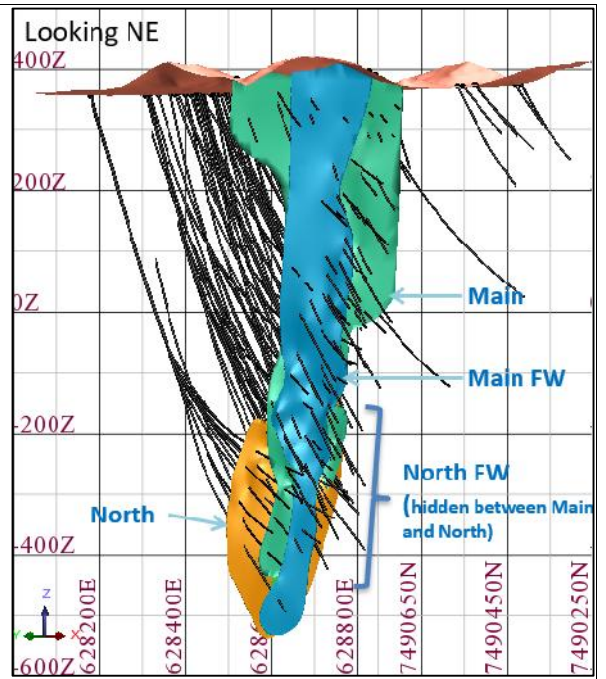 Looking NE
400Z
200Z
0Z
Main
Main FW
-200Z
North FW
(hidden between Main
and North)
North
-400Z
-600Z
628200E
628400E
628
628800E
7490650N
7490450N
7490250N
Z
Y
X